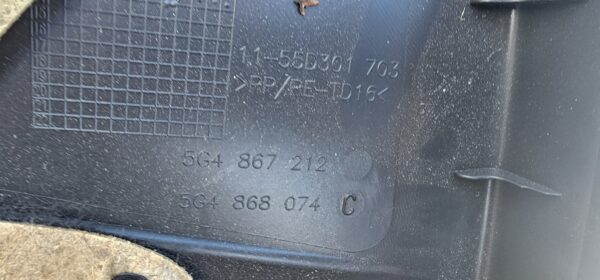 11-55D301 703
>PP/PE-TD16<
5G4 867 212
5G4 868 074 C